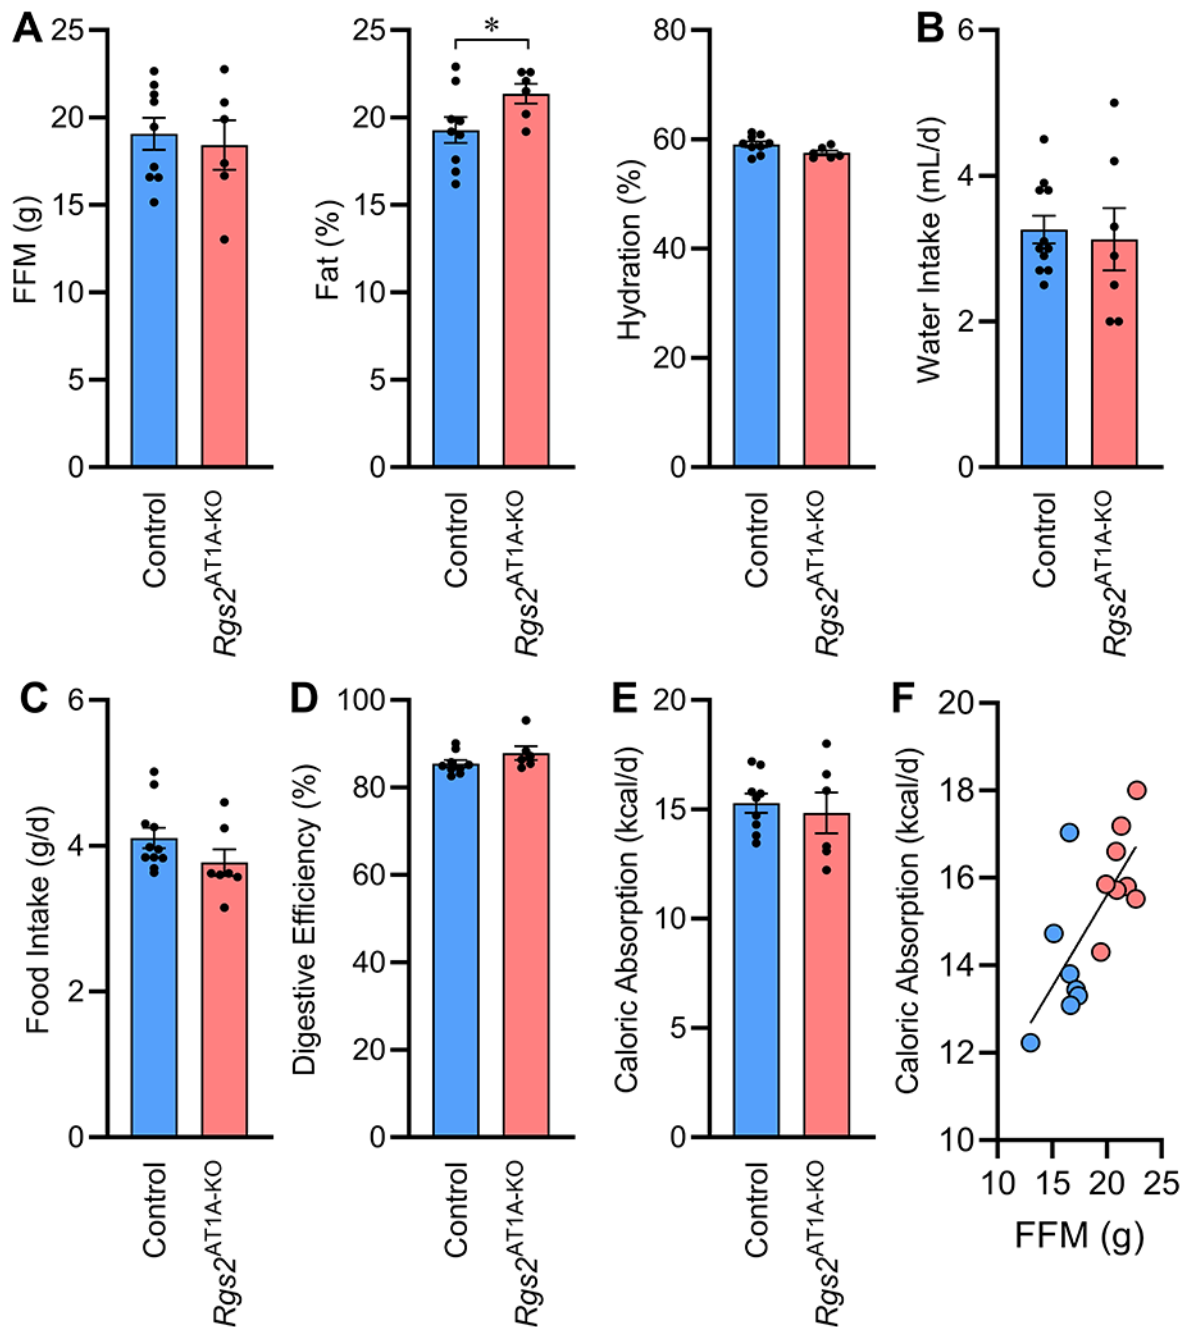 A
FFM (g)
25
20
15
10
5
0
Control
Rgs2AT1A-KO
Fat (%)
25
20
15
10
5
0
*
Control
Rgs2AT1A-KO
Hydration (%)
80
60
40
20
0
Control
Rgs2AT1A-KO
B
Water Intake (mL/d)
6
4
2
0
Control
Rgs2AT1A-KO
C
Food Intake (g/d)
6
4
2
0
Control
Rgs2AT1A-KO
D
Digestive Efficiency (%)
100
80
60
40
20
0
Control
Rgs2AT1A-KO
E
Caloric Absorption (kcal/d)
20
15
10
5
0
Control
Rgs2AT1A-KO
F
Caloric Absorption (kcal/d)
20
18
16
14
12
10
10 15 20 25
FFM (g)